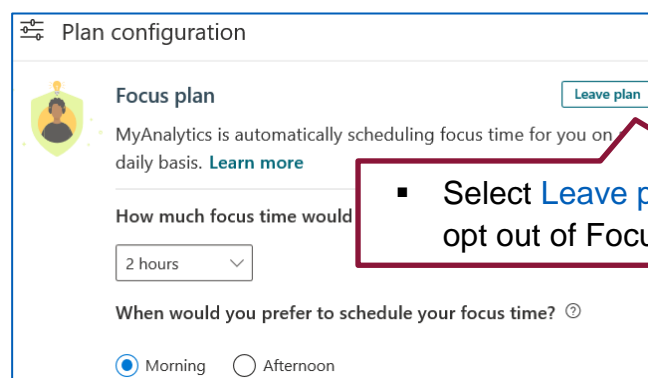 Plan configuration
Focus plan
Leave plan
MyAnalytics is automatically scheduling focus time for you on
daily basis. Learn more
▪ Select Leave
opt out of
How much focus time would
2 hours
When would you prefer to schedule your focus time?
Morning Afternoon